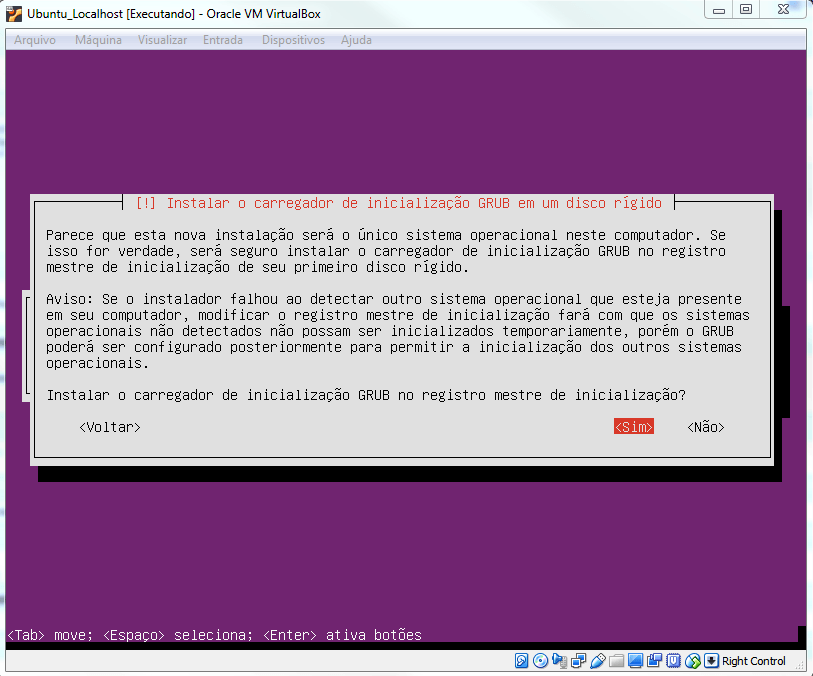 Ubuntu_Localhost [Executando] - Oracle VM VirtualBox
Arquivo Máquina Visualizar Entrada Dispositivos Ajuda
[!] Instalar o carregador de inicialização GRUB em um disco rígido
Parece que esta nova instalação será o único sistema operacional neste computador. Se
isso for verdade, será seguro instalar o carregador de inicialização GRUB no registro
mestre de inicialização de seu primeiro disco rígido.
Aviso: Se o instalador falhou ao detectar outro sistema operacional que esteja presente
em seu computador, modificar o registro mestre de inicialização fará com que os sistemas
operacionais não detectados não possam ser inicializados temporariamente, porém o GRUB
poderá ser configurado posteriormente para permitir a inicialização dos outros sistemas
operacionais.
Instalar o carregador de inicialização GRUB no registro mestre de inicialização?
<Voltar> <Sim> <Não>
<Tab> move; <Espaço> seleciona; <Enter> ativa botões
Right Control